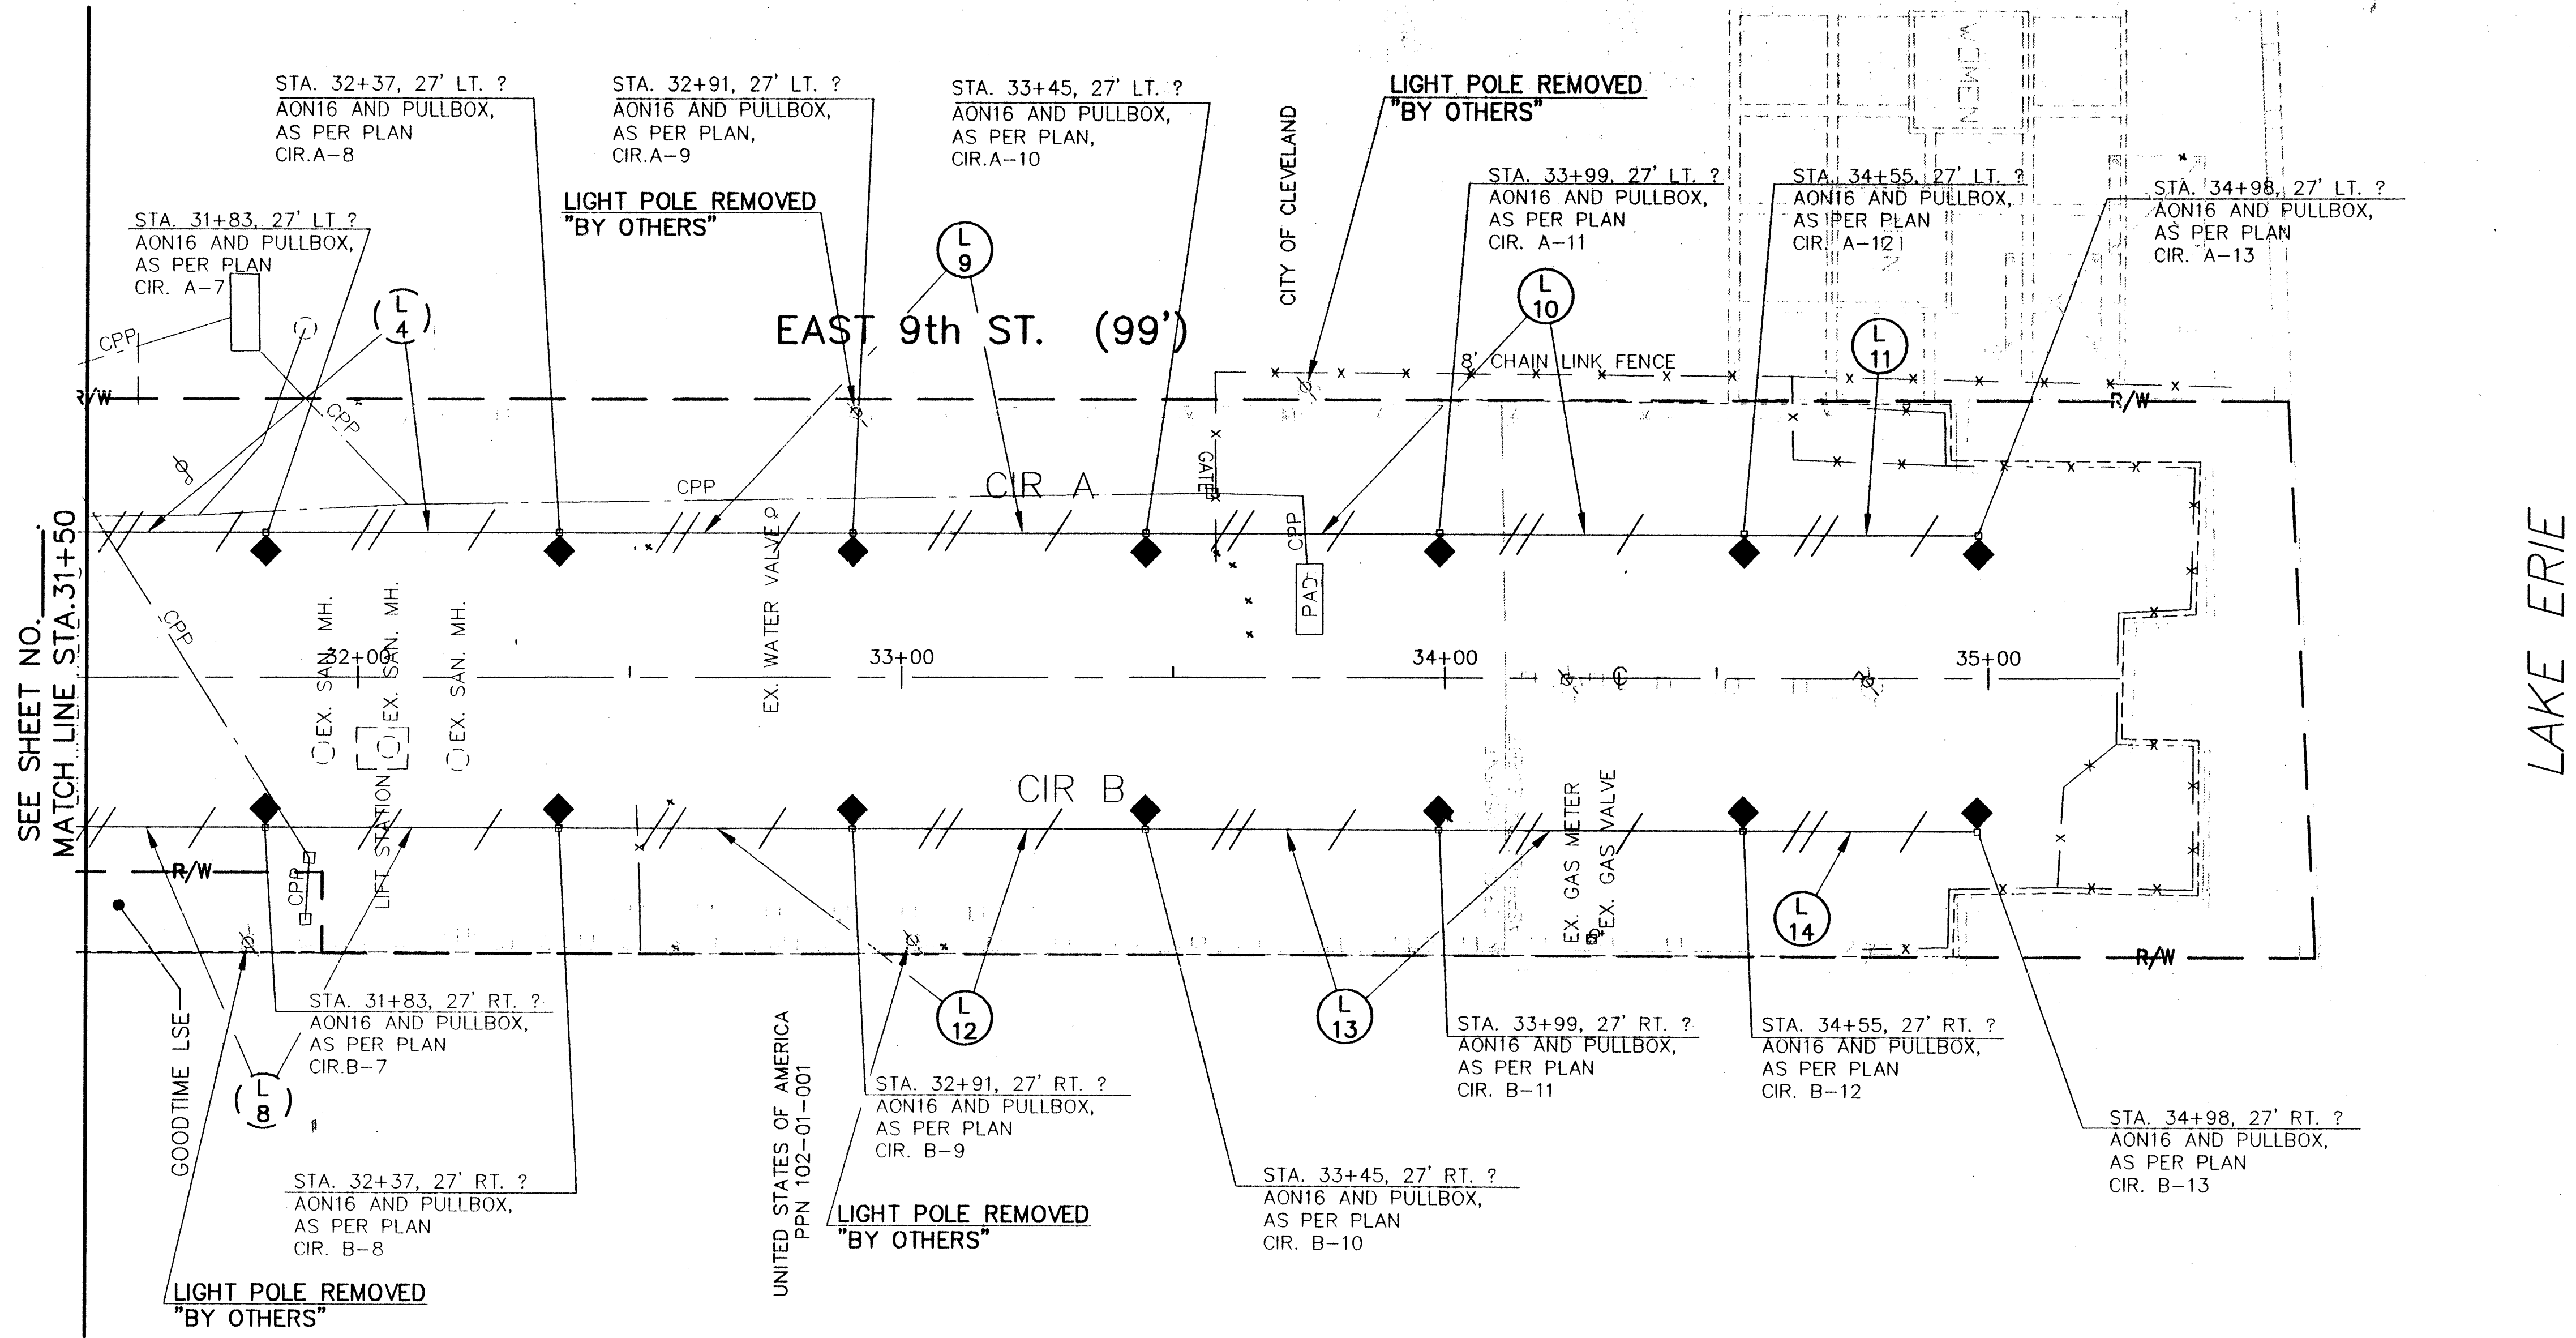 STA. 32+37, 27' LT. ?
AON16 AND PULLBOX,
AS PER PLAN
CIR.A-8
STA. 32+91, 27' LT. ?
AON16 AND PULLBOX,
AS PER PLAN,
CIR.A-9
STA. 33+45, 27' LT. ?
AON16 AND PULLBOX,
AS PER PLAN,
CIR.A-10
LIGHT POLE REMOVED
"BY OTHERS"
WOMEN
STA. 31+83, 27' LT ?
AON16 AND PULLBOX,
AS PER PLAN
CIR. A-7
LIGHT POLE REMOVED
"BY OTHERS"
CITY OF CLEVELAND
STA. 33+99, 27' LT. ?
AON16 AND PULLBOX,
AS PER PLAN
CIR. A-11
STA. 34+55, 27' LT. ?
AON16 AND PULLBOX,
AS PER PLAN
CIR. A-12
STA. 34+98, 27' LT. ?
AON16 AND PULLBOX,
AS PER PLAN
CIR. A-13
L
4
L
9
L
10
L
11
EAST 9th ST. (99')
8' CHAIN LINK FENCE
CPP
R/W
CPP
R/W
CPP
CIR A
GATE
CPP
PAD
SEE SHEET NO.
MATCH LINE STA.31+50
CPP
EX. SAN. MH.
EX. SAN. MH.
EX. SAN. MH.
EX. WATER VALVE
32+00
33+00
34+00
35+00
LAKE ERIE
LIFT STATION
CIR B
EX. GAS METER
EX. GAS VALVE
R/W
CPP
R/W
L
14
L
12
L
13
L
8
GOODTIME LSE
STA. 31+83, 27' RT. ?
AON16 AND PULLBOX,
AS PER PLAN
CIR.B-7
UNITED STATES OF AMERICA
PPN 102-01-001
STA. 32+91, 27' RT. ?
AON16 AND PULLBOX,
AS PER PLAN
CIR. B-9
STA. 33+99, 27' RT. ?
AON16 AND PULLBOX,
AS PER PLAN
CIR. B-11
STA. 34+55, 27' RT. ?
AON16 AND PULLBOX,
AS PER PLAN
CIR. B-12
STA. 34+98, 27' RT. ?
AON16 AND PULLBOX,
AS PER PLAN
CIR. B-13
STA. 32+37, 27' RT. ?
AON16 AND PULLBOX,
AS PER PLAN
CIR. B-8
LIGHT POLE REMOVED
"BY OTHERS"
STA. 33+45, 27' RT. ?
AON16 AND PULLBOX,
AS PER PLAN
CIR. B-10
LIGHT POLE REMOVED
"BY OTHERS"